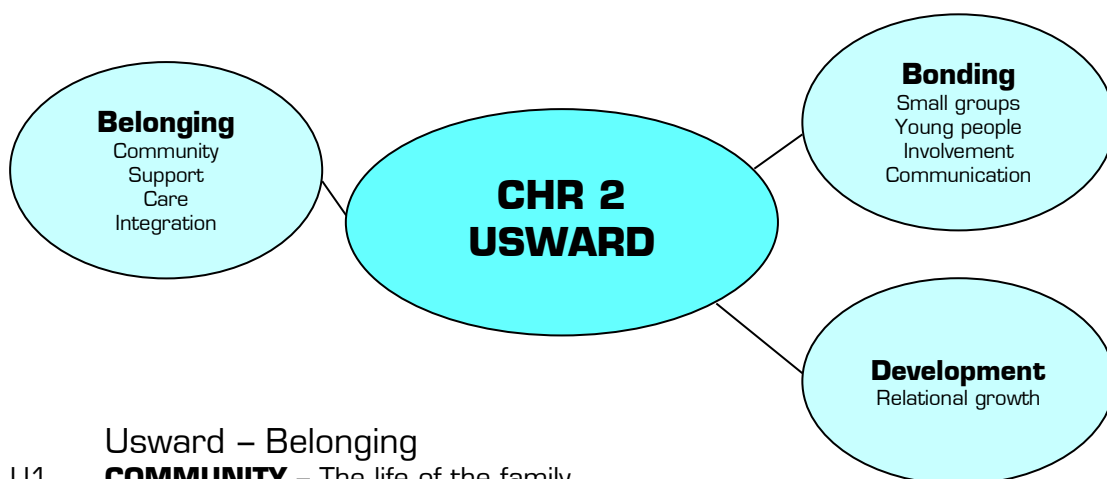 Belonging
Community
Support
Care
Integration
CHR 2
USWARD
Bonding
Small groups
Young people
Involvement
Communication
Development
Relational growth
Usward – Belonging
U1 COMMUNITY – The life of the family